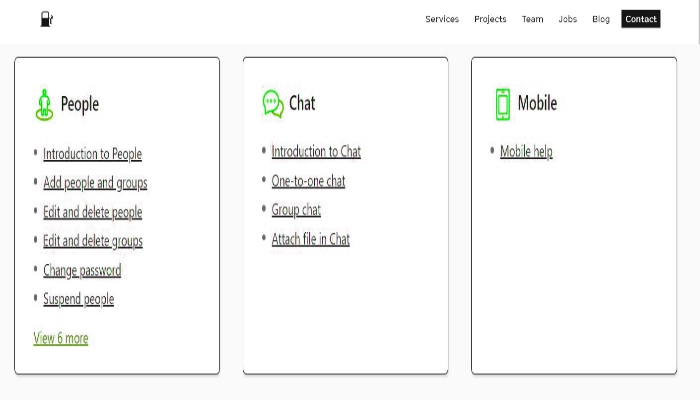 Services Projects Team Jobs Blog Contact
People
Introduction to People
Add people and groups
Edit and delete people
Edit and delete groups
Change password
Suspend people
View 6 more
Chat
Introduction to Chat
One-to-one chat
Group chat
Attach file in Chat
Mobile
Mobile help